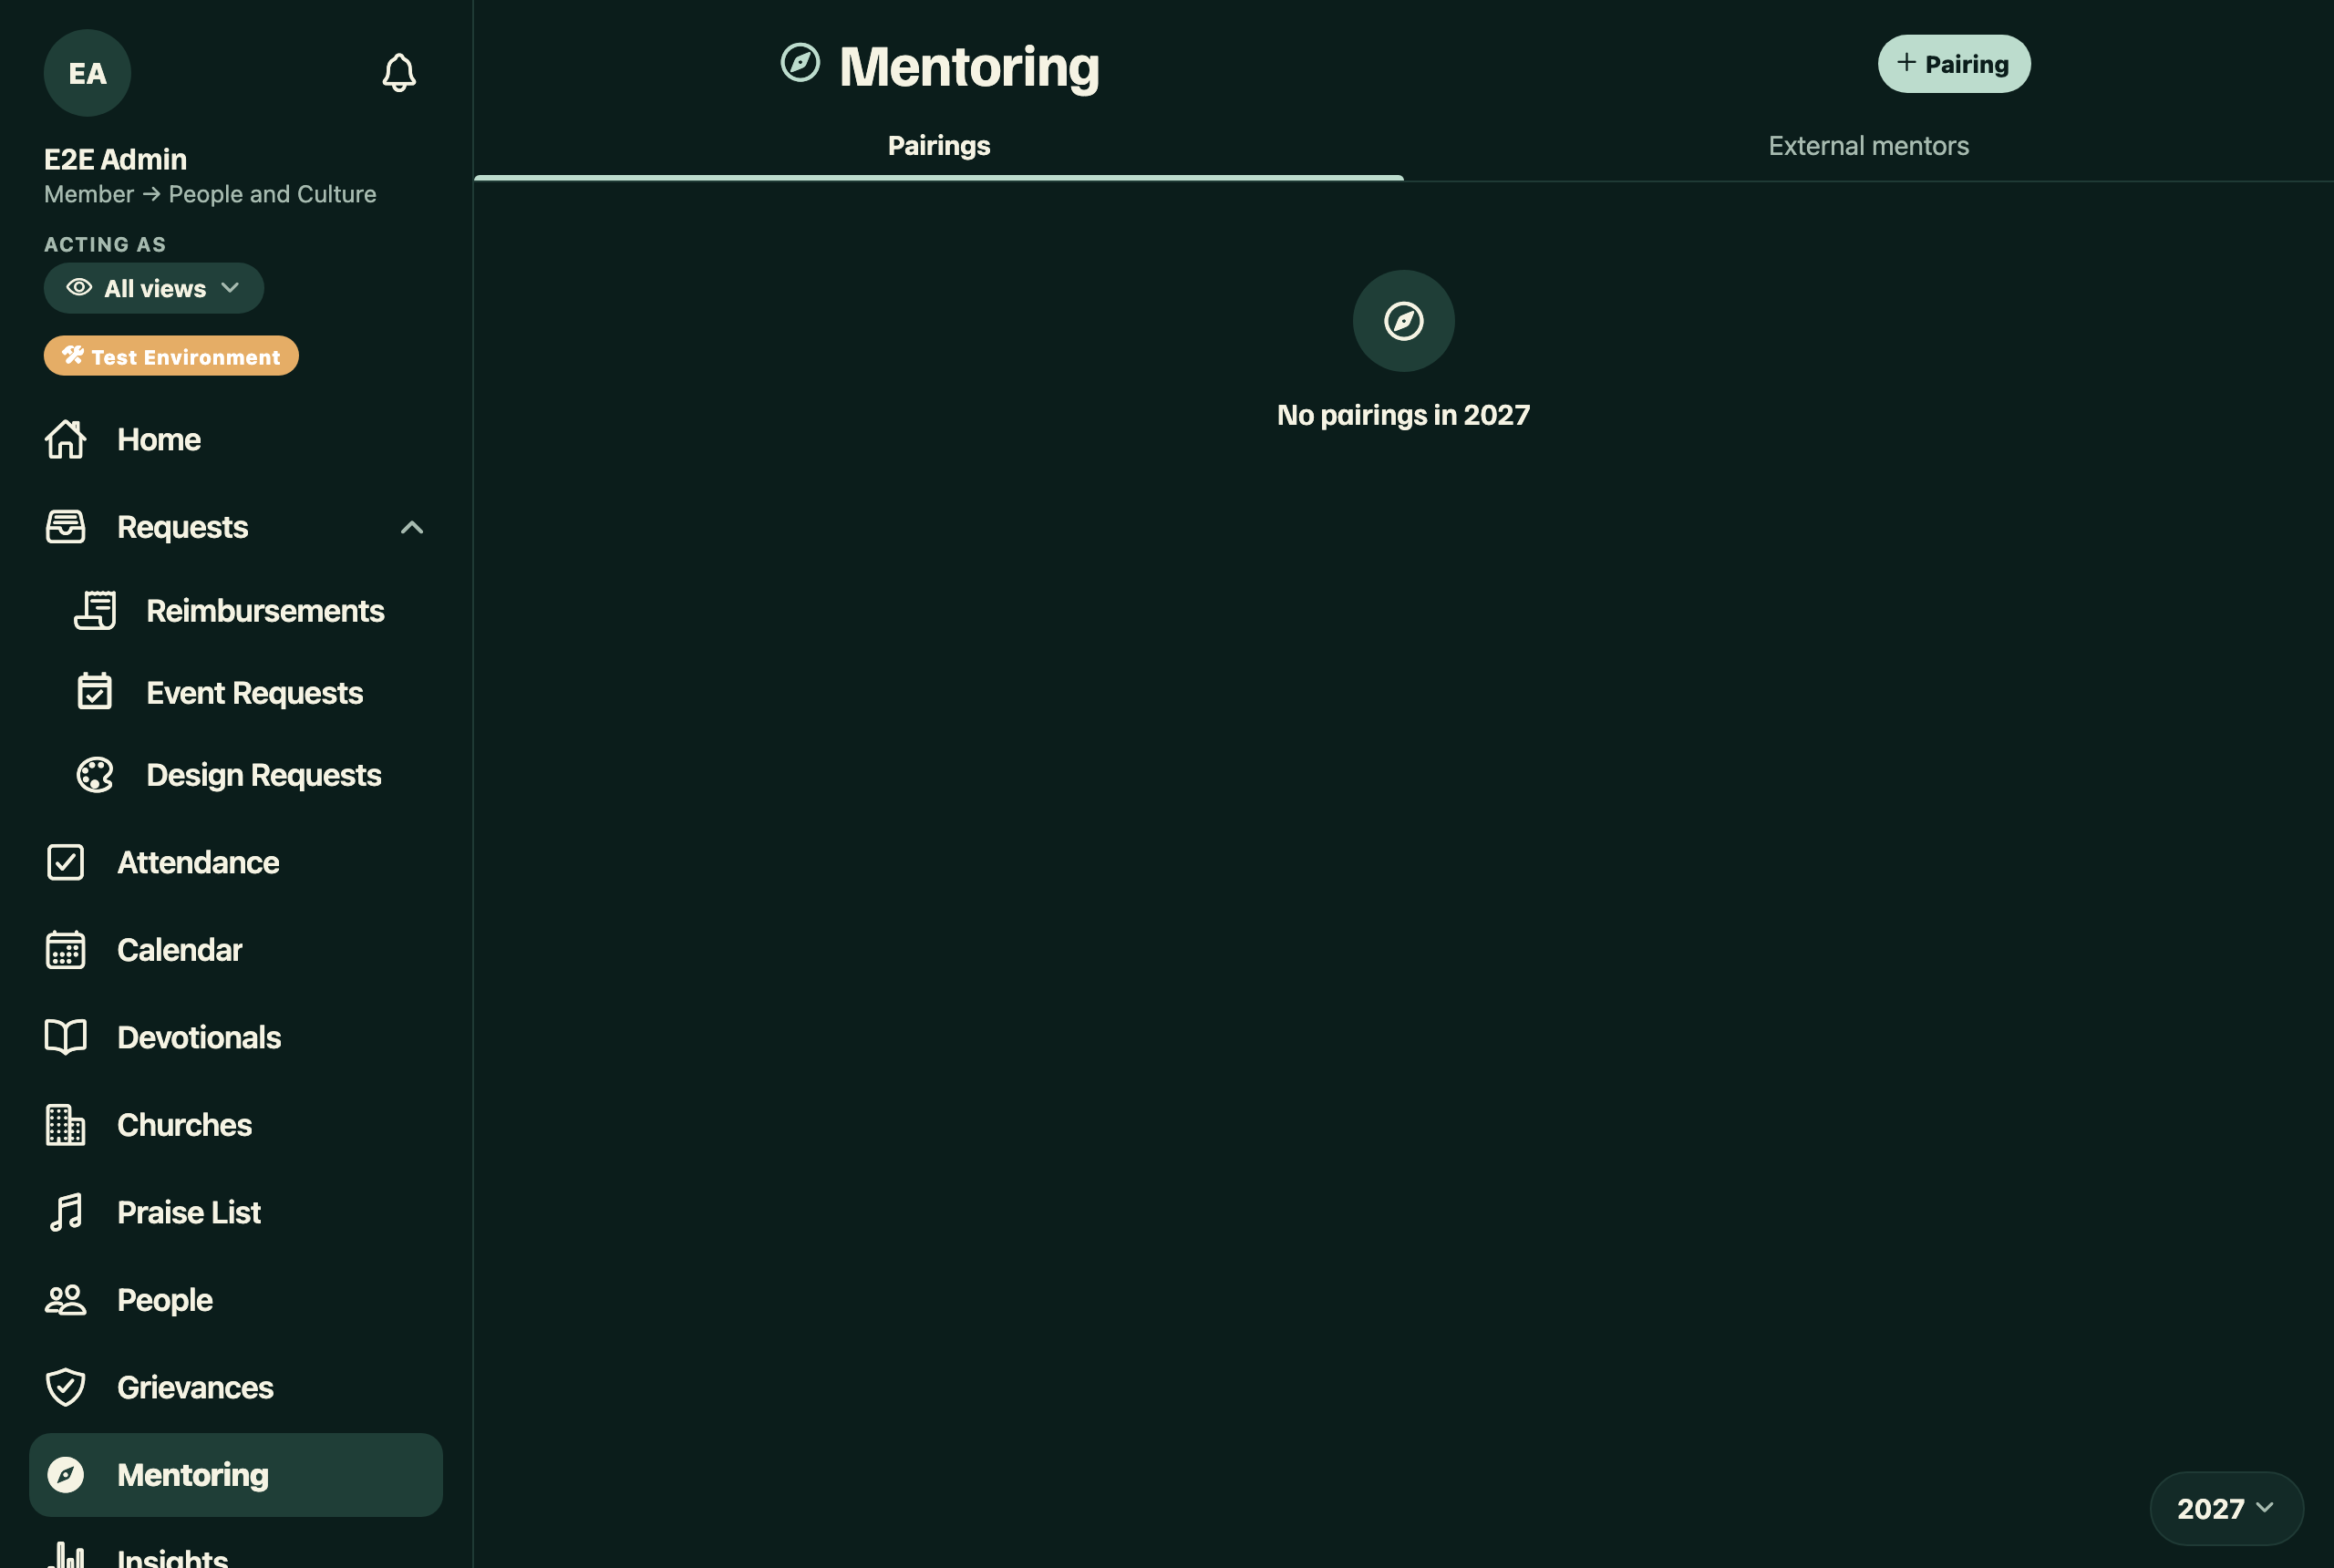 EA
E2E Admin
Member → People and Culture
ACTING AS
All views
Test Environment
Home
Requests
Reimbursements
Event Requests
Design Requests
Attendance
Calendar
Devotionals
Churches
Praise List
People
Grievances
Mentoring
Insights
Mentoring
+ Pairing
Pairings
External mentors
No pairings in 2027
2027